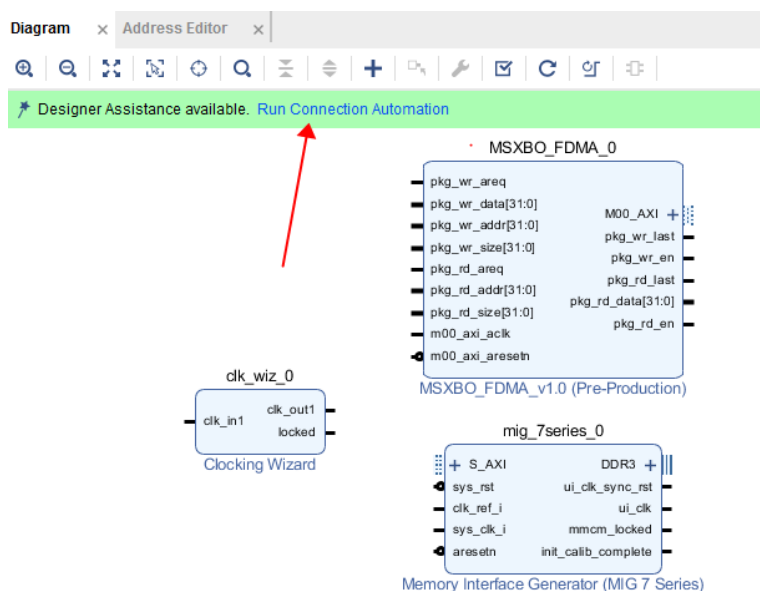 Diagram × Address Editor ×
Designer Assistance available. Run Connection Automation
MSXBO_FDMA_0
pkg_wr_areq
pkg_wr_data[31:0]
pkg_wr_addr[31:0]
pkg_wr_size[31:0]
pkg_rd_areq
pkg_rd_addr[31:0]
pkg_rd_size[31:0]
m00_axi_aclk
m00_axi_aresetn
M00_AXI
pkg_wr_last
pkg_wr_en
pkg_rd_last
pkg_rd_data[31:0]
pkg_rd_en
MSXBO_FDMA_v1.0 (Pre-Production)
clk_wiz_0
clk_in1
clk_out1
locked
Clocking Wizard
mig_7series_0
S_AXI
sys_rst
clk_ref_i
sys_clk_i
aresetn
DDR3
ui_clk_sync_rst
ui_clk
mmcm_locked
init_calib_complete
Memory Interface Generator (MIG 7 Series)